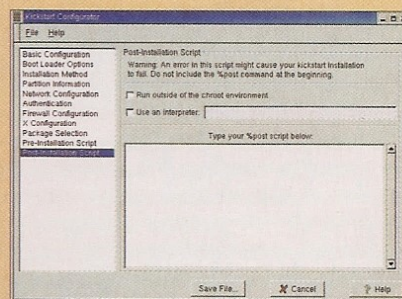 Kickstart Configurator
File Help
Basic Configuration
Boot Loader Options
Installation Method
Partition Information
Network Configuration
Authentication
Firewall Configuration
X Configuration
Package Selection
Pre-Installation Script
Post-Installation Script
Post-Installation Script
Warning: An error in this script might cause your kickstart installation
to fail. Do not include the %post command at the beginning.
Run outside of the chroot environment
Use an interpreter:
Type your %post script below:
Save File...
Cancel
Help